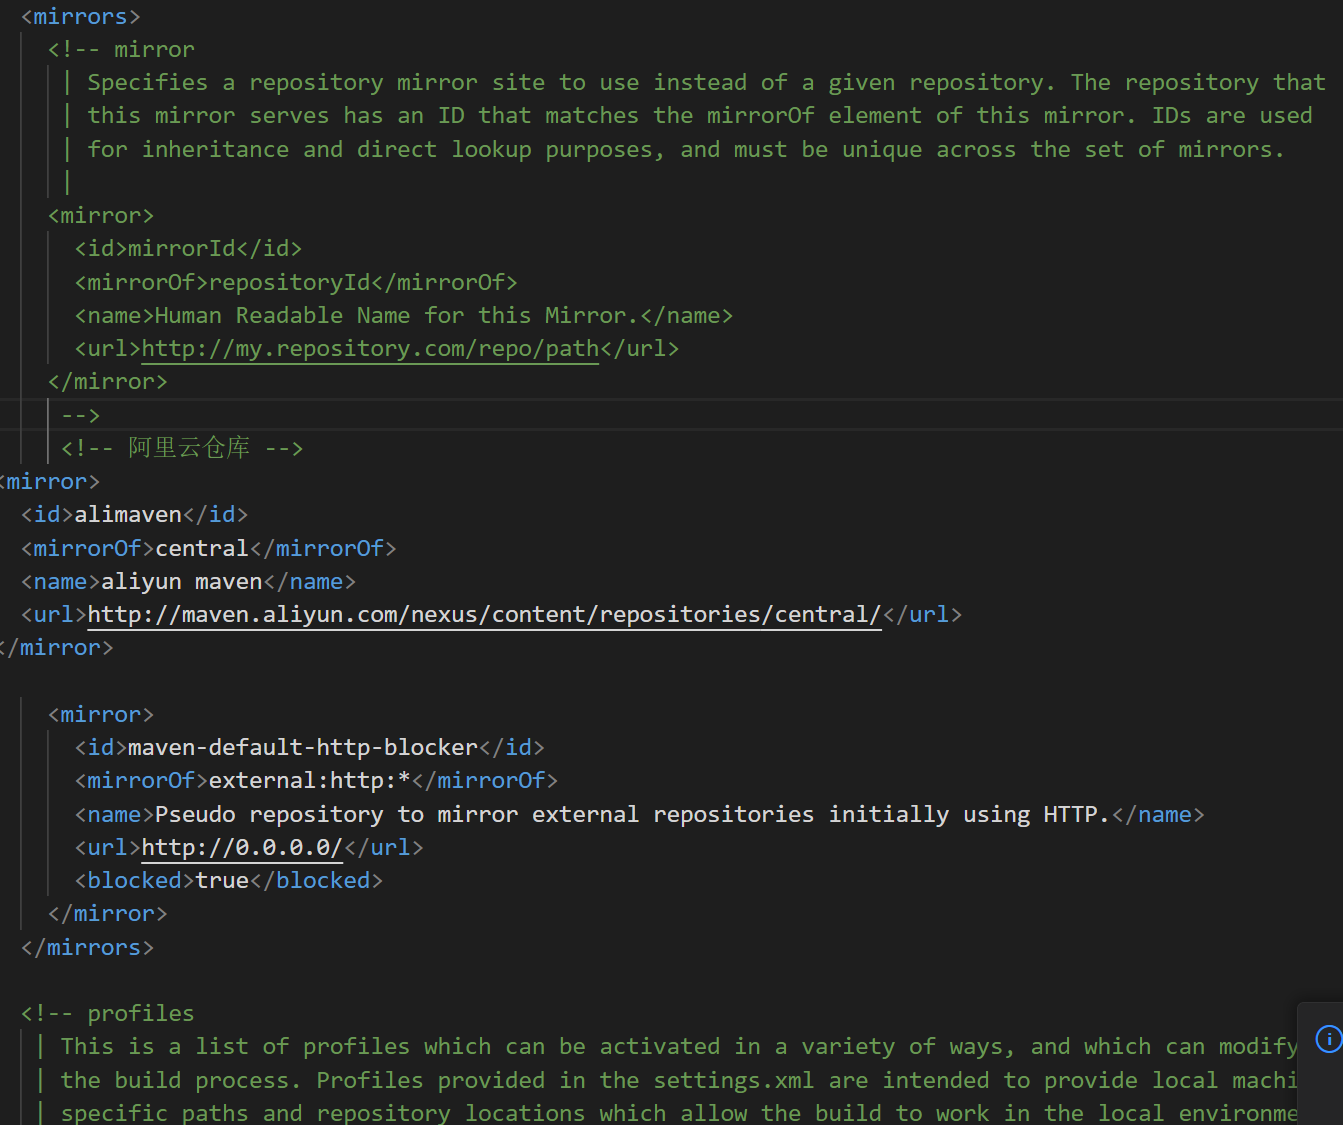 <mirrors>
<!-- mirror
| Specifies a repository mirror site to use instead of a given repository. The repository that
| this mirror serves has an ID that matches the mirrorOf element of this mirror. IDs are used
| for inheritance and direct lookup purposes, and must be unique across the set of mirrors.
|
<mirror>
<id>mirrorId</id>
<mirrorOf>repositoryId</mirrorOf>
<name>Human Readable Name for this Mirror.</name>
<url>http://my.repository.com/repo/path</url>
</mirror>
-->
<!-- 阿里云仓库 -->
<mirror>
<id>alimaven</id>
<mirrorOf>central</mirrorOf>
<name>aliyun maven</name>
<url>http://maven.aliyun.com/nexus/content/repositories/central/</url>
</mirror>
<mirror>
<id>maven-default-http-blocker</id>
<mirrorOf>external:http:*</mirrorOf>
<name>Pseudo repository to mirror external repositories initially using HTTP.</name>
<url>http://0.0.0.0/</url>
<blocked>true</blocked>
</mirror>
</mirrors>
<!-- profiles
| This is a list of profiles which can be activated in a variety of ways, and which can modify
| the build process. Profiles provided in the settings.xml are intended to provide local machi
| specific paths and repository locations which allow the build to work in the local environme